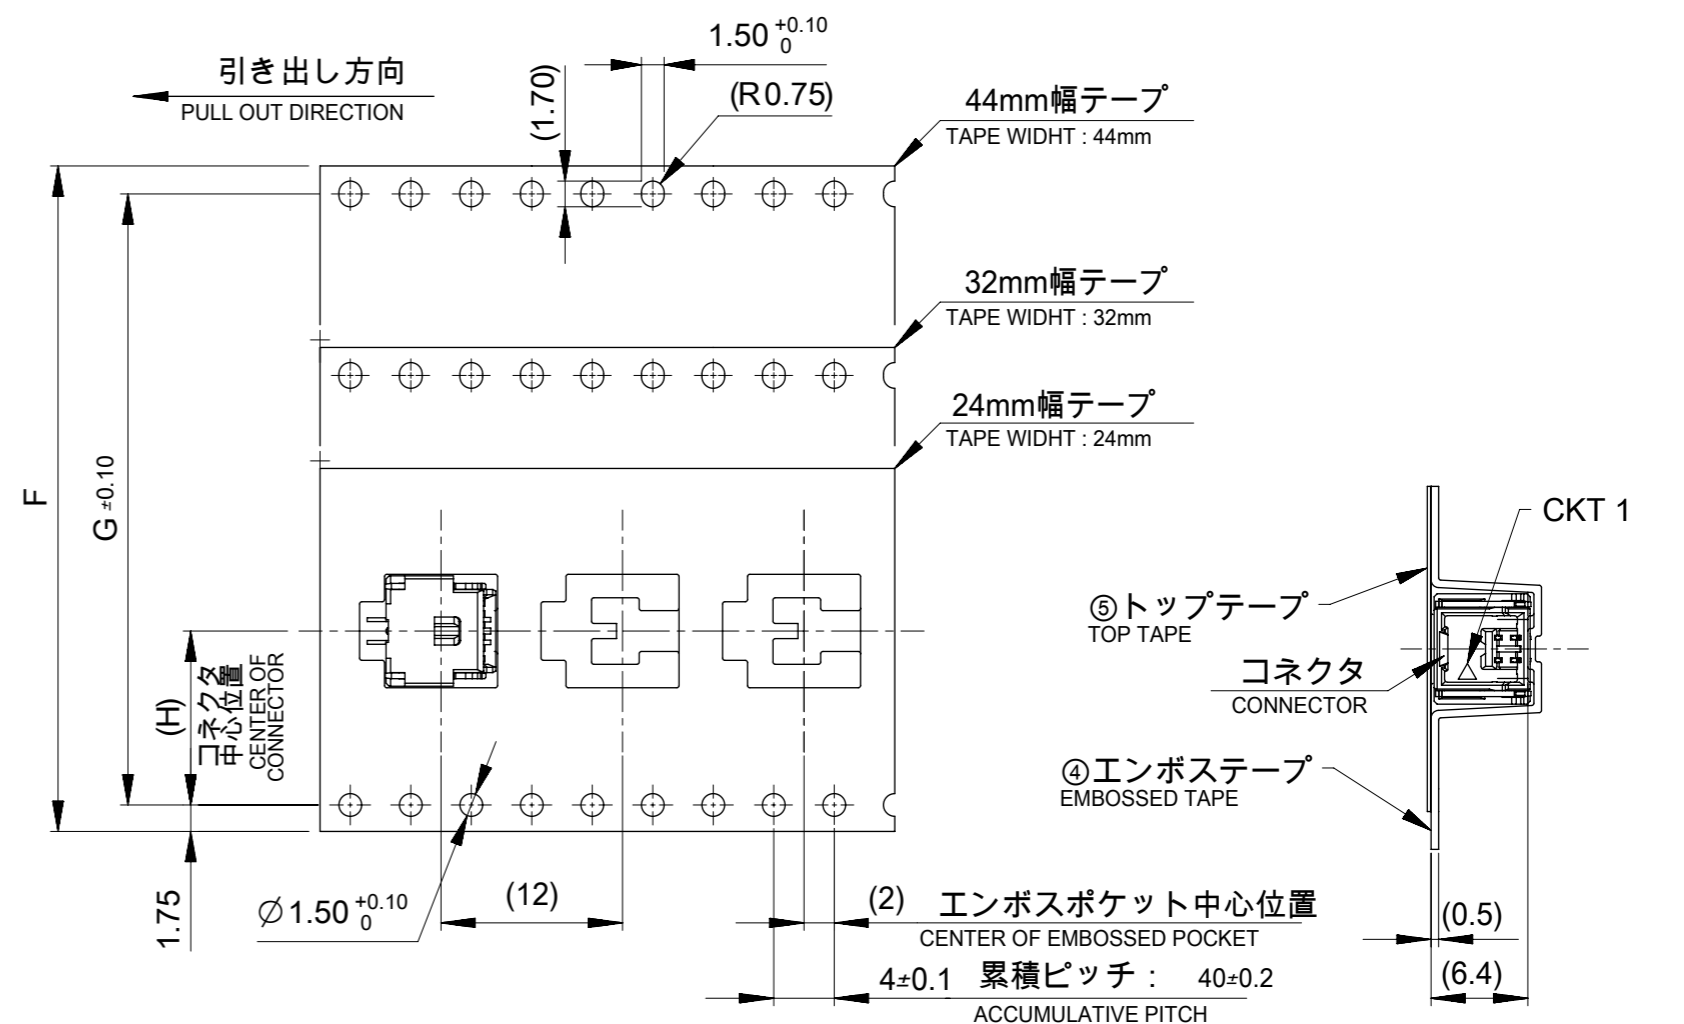 引き出し方向
PULL OUT DIRECTION
1.50 +0.10 0
(1.70)
(R0.75)
44mm幅テープ
TAPE WIDHT : 44mm
32mm幅テープ
TAPE WIDHT : 32mm
24mm幅テープ
TAPE WIDHT : 24mm
F
G ±0.10
(H)
コネクタ
中心位置
CENTER OF
CONNECTOR
1.75
∅1.50 +0.10 0
(12)
(2)
エンボスポケット中心位置
CENTER OF EMBOSSED POCKET
4±0.1 累積ピッチ : 40±0.2
ACCUMULATIVE PITCH
CKT 1
⑤トップテープ
TOP TAPE
コネクタ
CONNECTOR
④エンボステープ
EMBOSSED TAPE
(0.5)
(6.4)